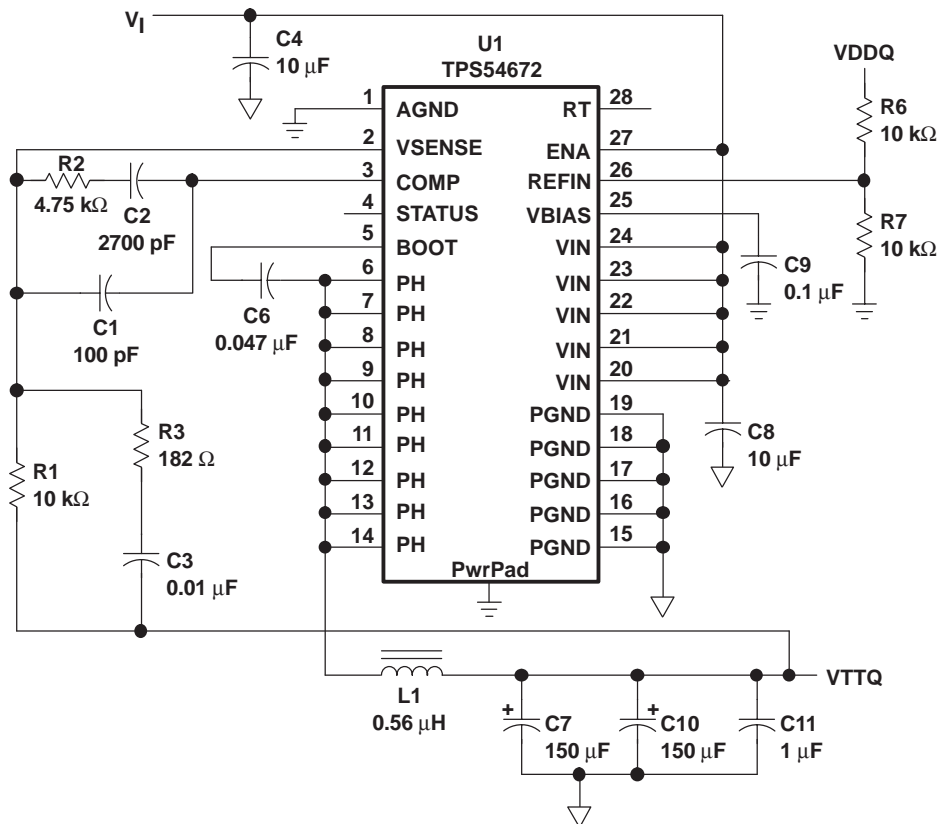 V_I
C4
10 μF
U1
TPS54672
VDDQ
R6
10 kΩ
R7
10 kΩ
1 AGND
2 VSENSE
3 COMP
4 STATUS
5 BOOT
6 PH
7 PH
8 PH
9 PH
10 PH
11 PH
12 PH
13 PH
14 PH
RT 28
ENA 27
REFIN 26
VBIAS 25
VIN 24
VIN 23
VIN 22
VIN 21
VIN 20
PGND 19
PGND 18
PGND 17
PGND 16
PGND 15
PwrPad
R2
4.75 kΩ
C2
2700 pF
C1
100 pF
C6
0.047 μF
C9
0.1 μF
C8
10 μF
R3
182 Ω
R1
10 kΩ
C3
0.01 μF
L1
0.56 μH
VTTQ
+ C7
150 μF
+ C10
150 μF
C11
1 μF